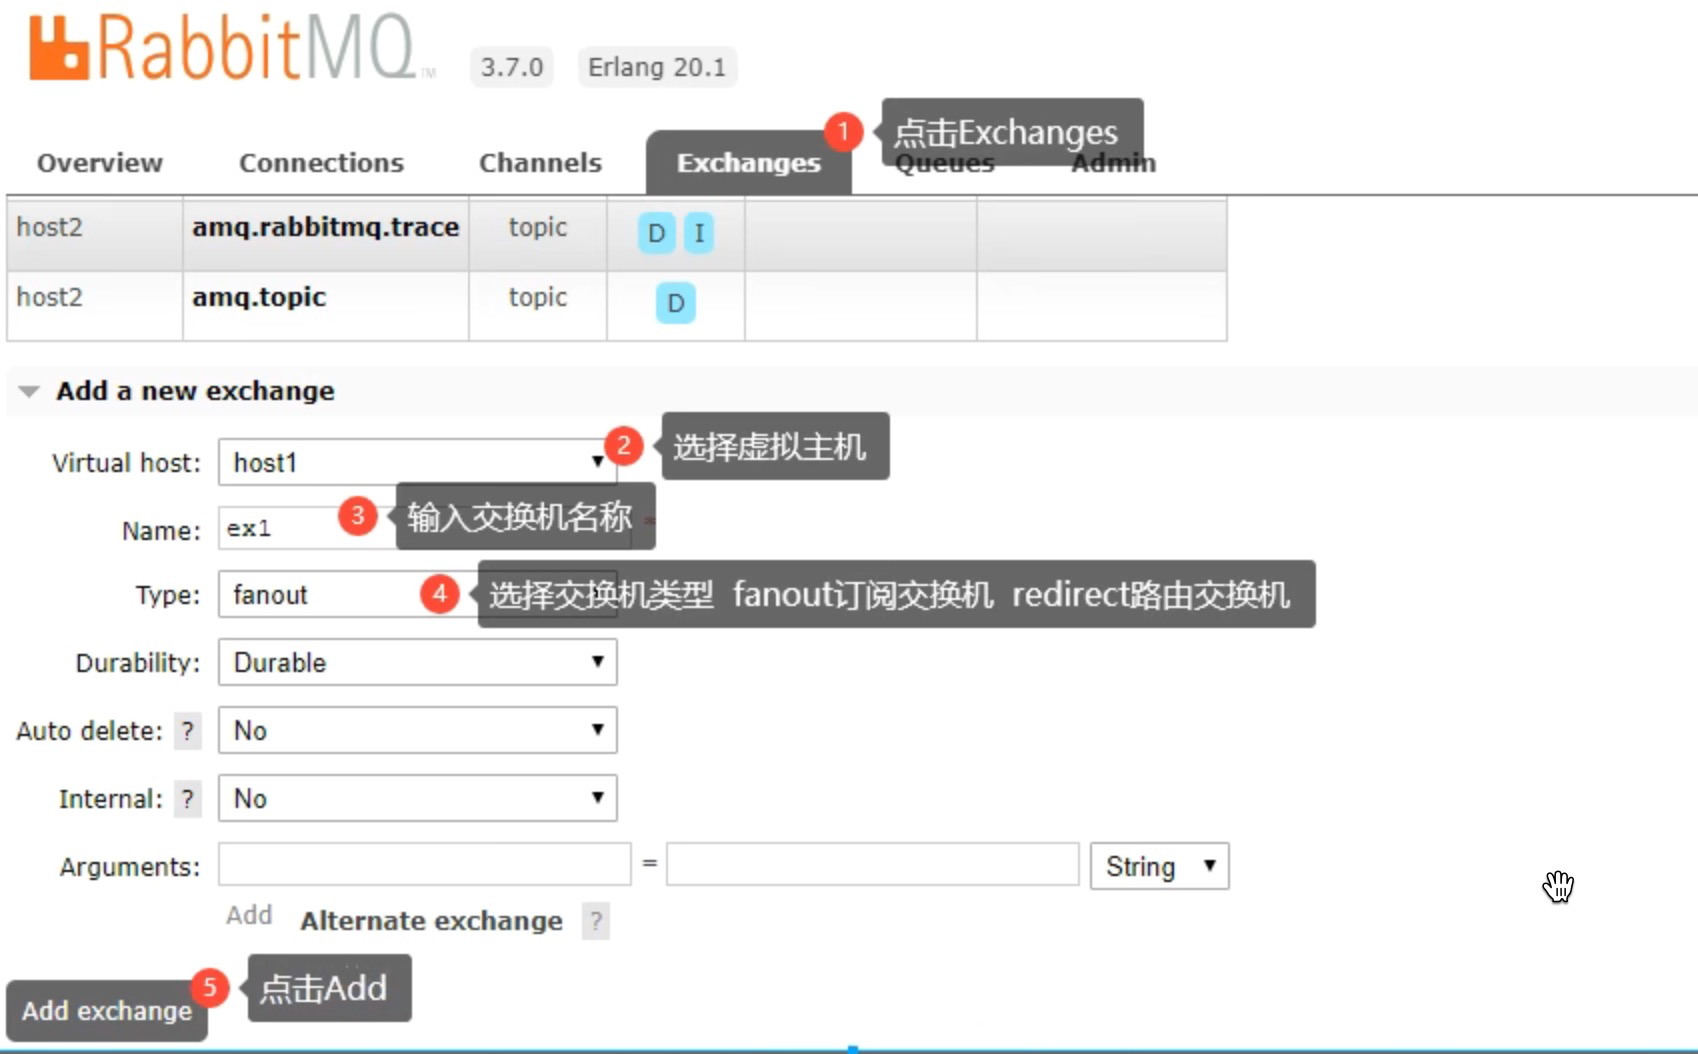 RabbitMQ™ 3.7.0 Erlang 20.1
1 点击Exchanges
Overview Connections Channels Exchanges Queues Admin
host2 amq.rabbitmq.trace topic D I
host2 amq.topic topic D
Add a new exchange
Virtual host: host1 2 选择虚拟主机
Name: ex1 3 输入交换机名称
Type: fanout 4 选择交换机类型 fanout订阅交换机 redirect路由交换机
Durability: Durable
Auto delete: ? No
Internal: ? No
Arguments: = String
Add Alternate exchange ?
Add exchange 5 点击Add